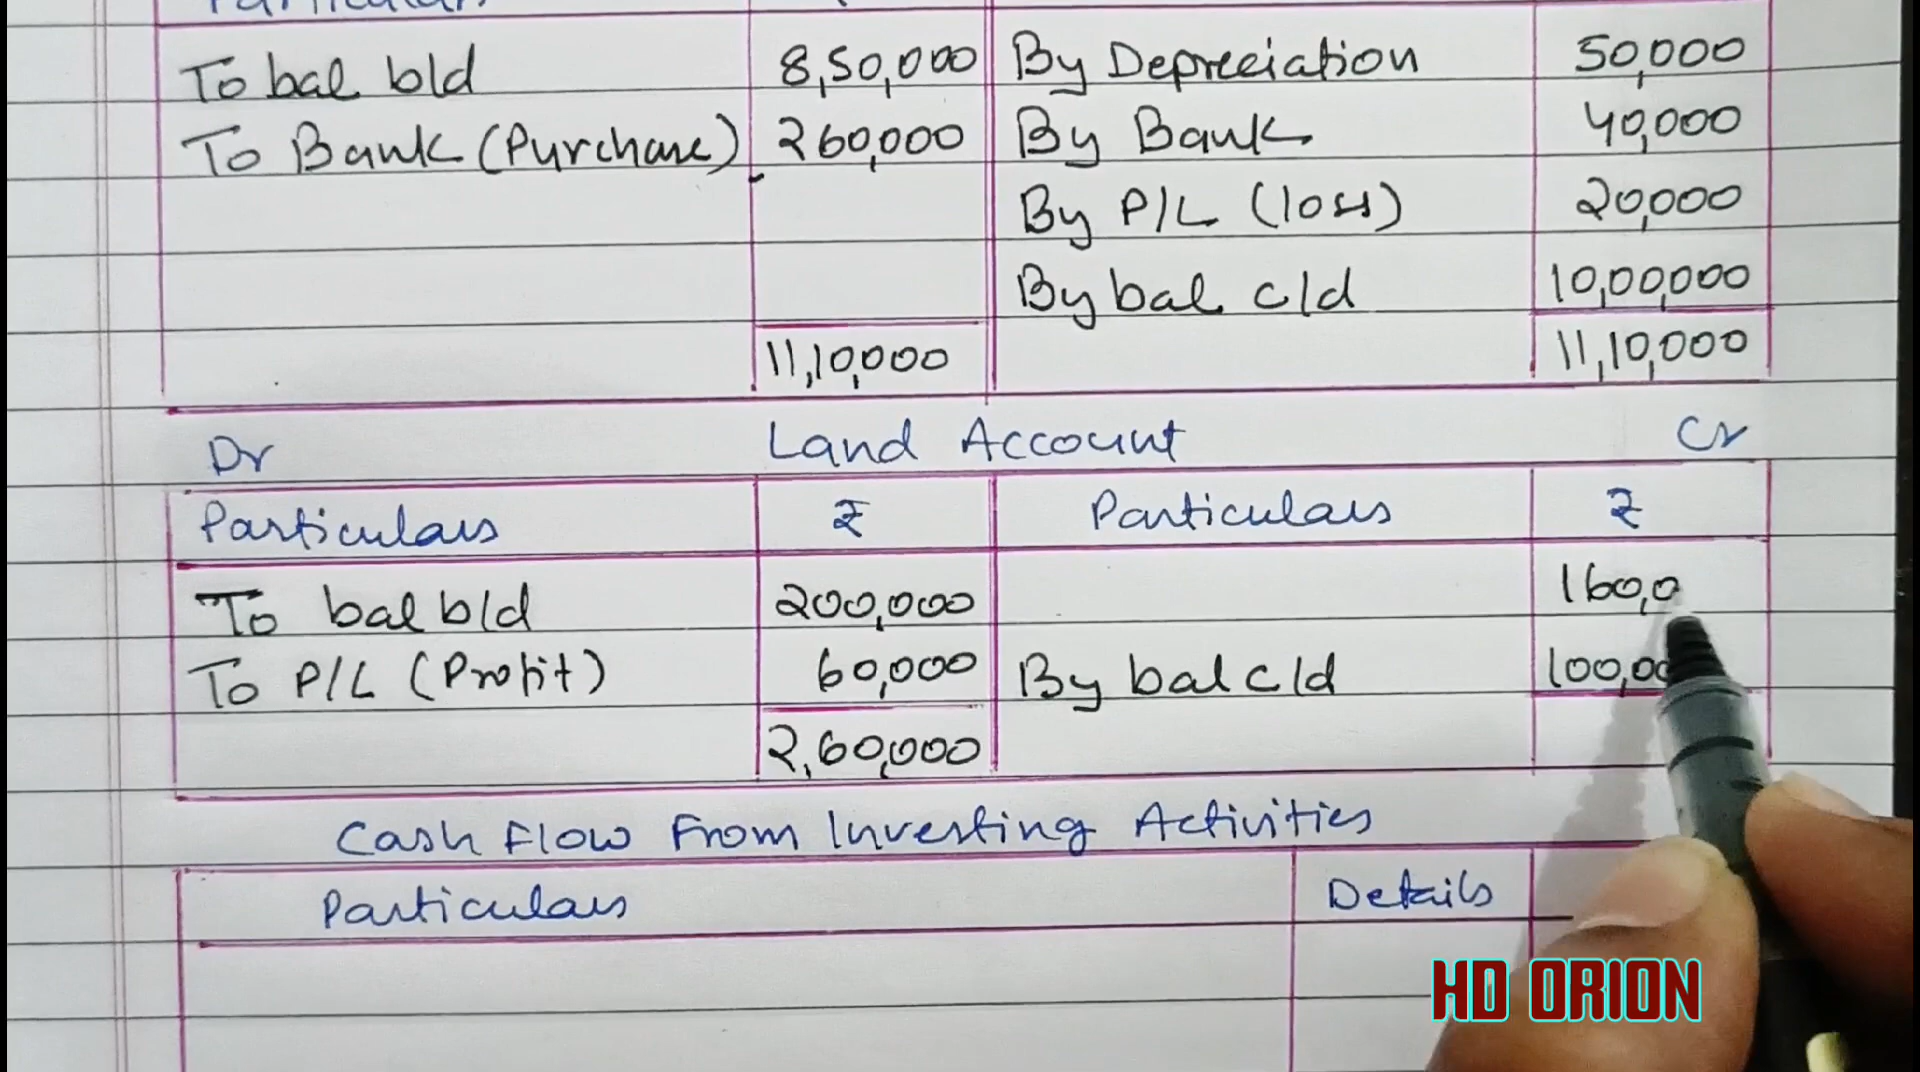 To bal b/d 8,50,000 By Depreciation 50,000
To Bank (Purchase) 260,000 By Bank 40,000
By P/L (loss) 20,000
By bal c/d 10,00,000
11,10,000 11,10,000
Dr Land Account Cr
Particulars ₹ Particulars ₹
To bal b/d 200,000 160,0
To P/L (Profit) 60,000 By bal c/d 100,00
2,60,000
Cash Flow From Investing Activities
Particulars Details
HD ORION